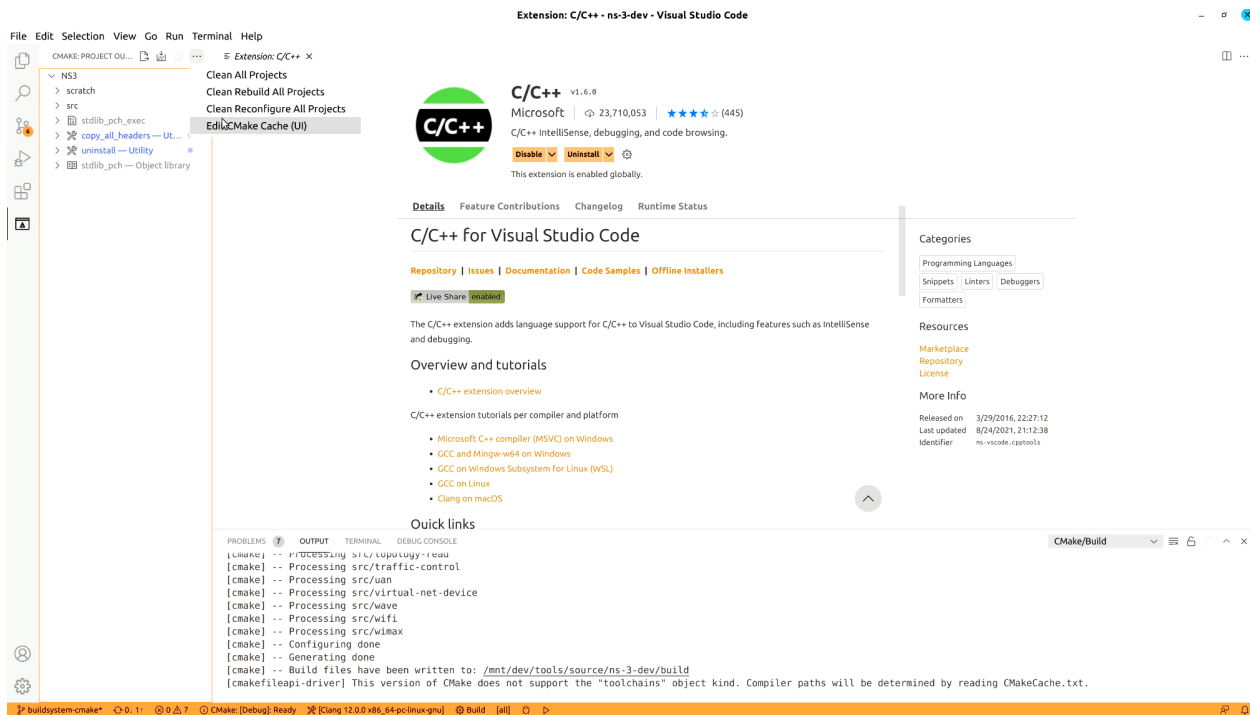 Extension: C/C++ - ns-3-dev - Visual Studio Code
File Edit Selection View Go Run Terminal Help
CMAKE: PROJECT OU...
Extension: C/C++
NS3
scratch
src
stdlib_pch_exec
copy_all_headers — Ut...
uninstall — Utility
stdlib_pch — Object library
Clean All Projects
Clean Rebuild All Projects
Clean Reconfigure All Projects
Edit CMake Cache (UI)
C/C++
C/C++ v1.6.0
Microsoft 23,710,053 (445)
C/C++ IntelliSense, debugging, and code browsing.
Disable Uninstall
This extension is enabled globally.
Details Feature Contributions Changelog Runtime Status
C/C++ for Visual Studio Code
Repository | Issues | Documentation | Code Samples | Offline Installers
Live Share enabled
The C/C++ extension adds language support for C/C++ to Visual Studio Code, including features such as IntelliSense
and debugging.
Overview and tutorials
• C/C++ extension overview
C/C++ extension tutorials per compiler and platform
• Microsoft C++ compiler (MSVC) on Windows
• GCC and Mingw-w64 on Windows
• GCC on Windows Subsystem for Linux (WSL)
• GCC on Linux
• Clang on macOS
Quick links
Categories
Programming Languages
Snippets Linters Debuggers
Formatters
Resources
Marketplace
Repository
License
More Info
Released on 3/29/2016, 22:27:12
Last updated 8/24/2021, 21:12:38
Identifier ms-vscode.cpptools
PROBLEMS 7 OUTPUT TERMINAL DEBUG CONSOLE
CMake/Build
[cmake] -- Processing src/topology-read
[cmake] -- Processing src/traffic-control
[cmake] -- Processing src/uan
[cmake] -- Processing src/virtual-net-device
[cmake] -- Processing src/wave
[cmake] -- Processing src/wifi
[cmake] -- Processing src/wimax
[cmake] -- Configuring done
[cmake] -- Generating done
[cmake] -- Build files have been written to: /mnt/dev/tools/source/ns-3-dev/build
[cmakefileapi-driver] This version of CMake does not support the "toolchains" object kind. Compiler paths will be determined by reading CMakeCache.txt.
buildsystem-cmake* 0↓ 1↑ 0 7 CMake: [Debug]: Ready [Clang 12.0.0 x86_64-pc-linux-gnu] Build [all]